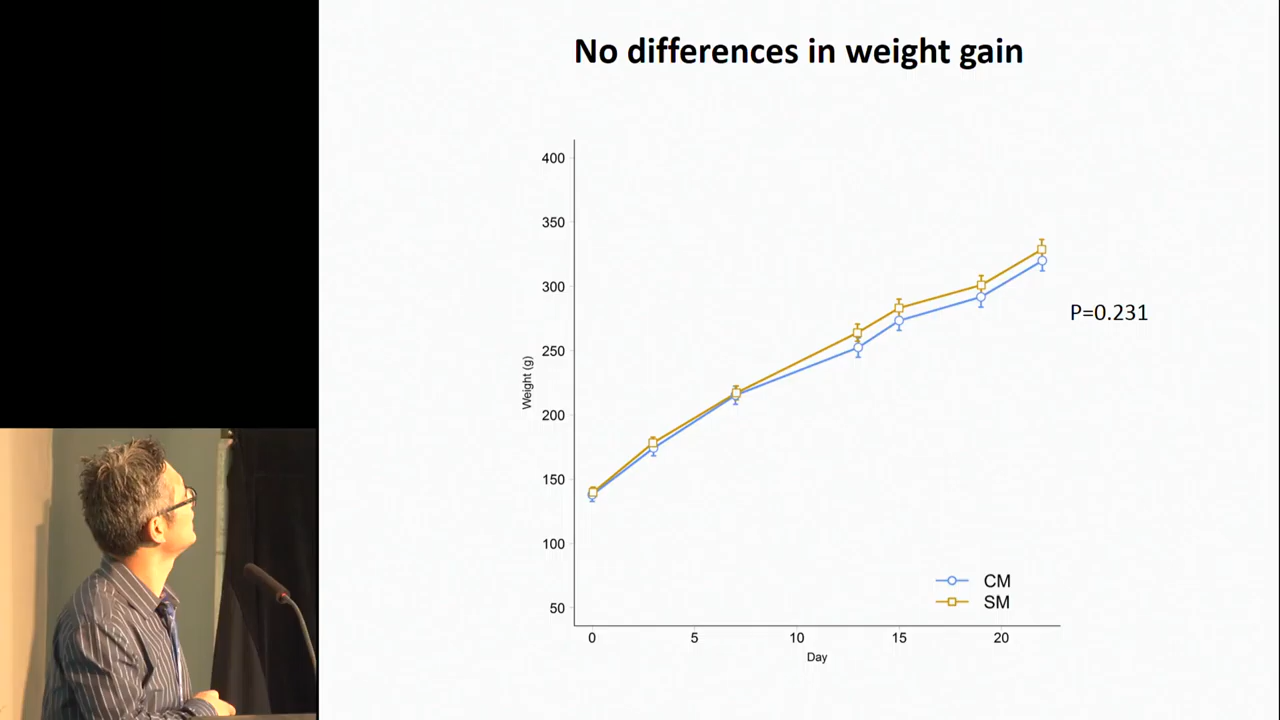 No differences in weight gain
400
350
300
250
200
150
100
50
Weight (g)
P=0.231
CM
SM
0 5 10 15 20
Day